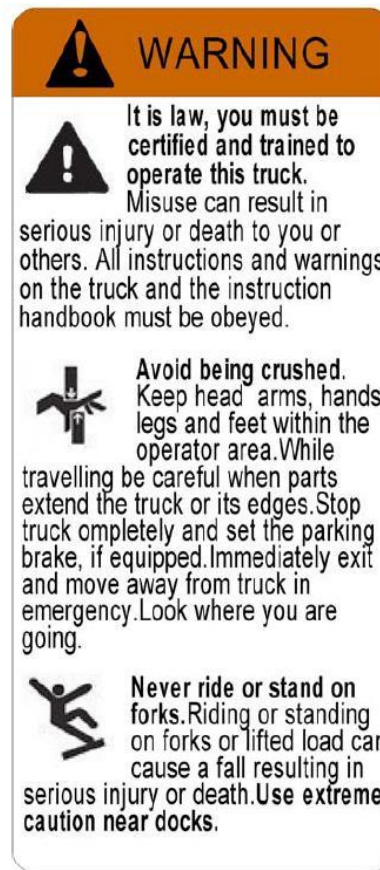 WARNING
It is law, you must be
certified and trained to
operate this truck.
Misuse can result in
serious injury or death to you or
others. All instructions and warnings
on the truck and the instruction
handbook must be obeyed.
Avoid being crushed.
Keep head arms, hands
legs and feet within the
operator area.While
travelling be careful when parts
extend the truck or its edges.Stop
truck ompletely and set the parking
brake, if equipped.Immediately exit
and move away from truck in
emergency.Look where you are
going.
Never ride or stand on
forks.Riding or standing
on forks or lifted load can
cause a fall resulting in
serious injury or death.Use extreme
caution near docks.